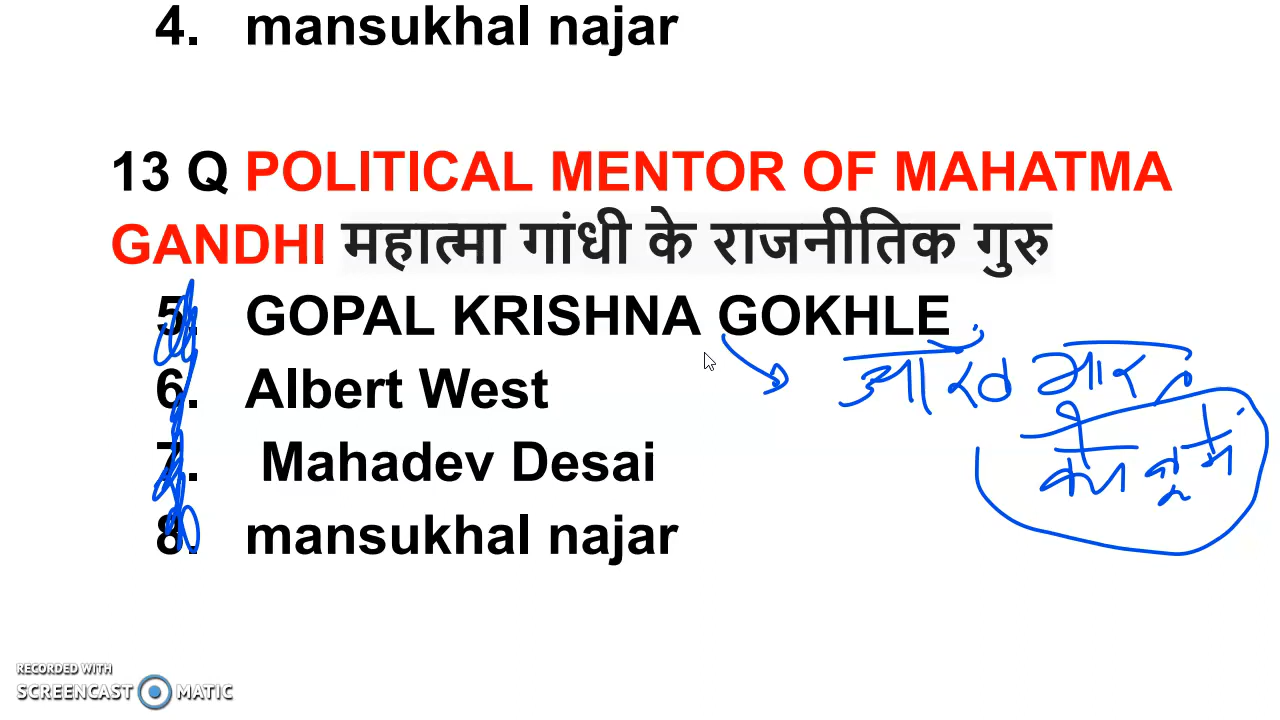 4. mansukhal najar
13 Q POLITICAL MENTOR OF MAHATMA
GANDHI महात्मा गांधी के राजनीतिक गुरु
5. GOPAL KRISHNA GOKHLE
6. Albert West
7. Mahadev Desai
8. mansukhal najar
RECORDED WITH
SCREENCAST MATIC